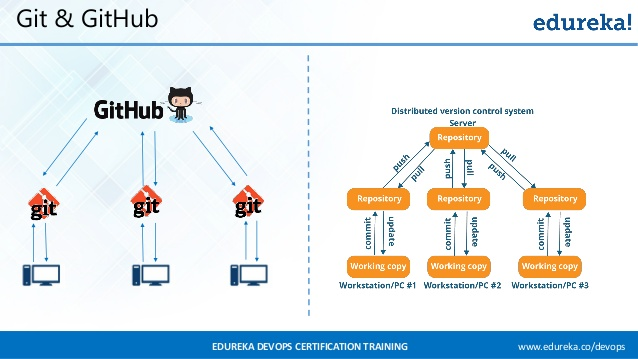 Git & GitHub
edureka!
GitHub
git
git
git
Distributed version control system
Server
Repository
push
pull
push
pull
pull
push
Repository
Repository
Repository
commit
update
commit
update
commit
update
Working copy
Working copy
Working copy
Workstation/PC #1
Workstation/PC #2
Workstation/PC #3
EDUREKA DEVOPS CERTIFICATION TRAINING
www.edureka.co/devops